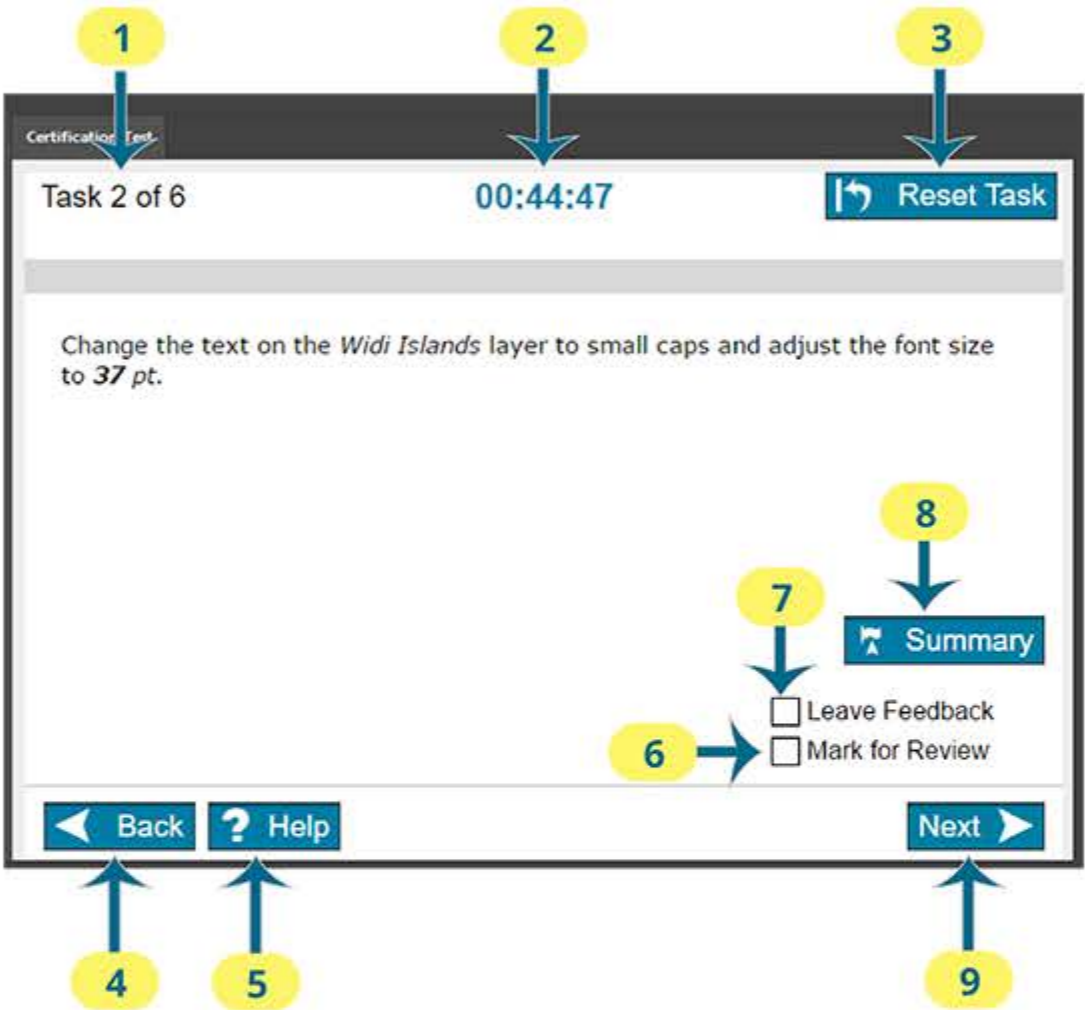 1
2
3
Certification Test
Task 2 of 6
00:44:47
Reset Task
Change the text on the Widi Islands layer to small caps and adjust the font size
to 37 pt.
8
7
Summary
Leave Feedback
6
Mark for Review
Back
? Help
Next
4
5
9